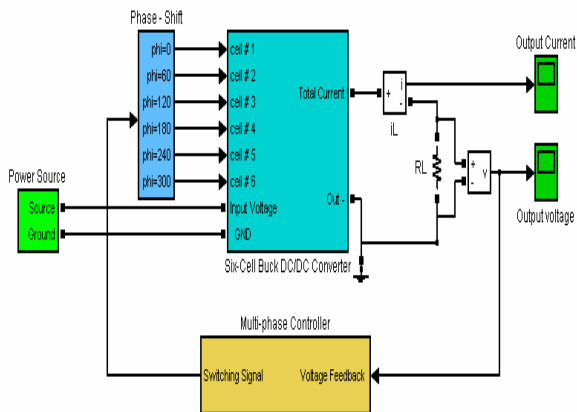 Phase - Shift
phi=0
phi=60
phi=120
phi=180
phi=240
phi=300
cell # 1
cell # 2
cell # 3
cell # 4
cell # 5
cell # 6
Input Voltage
GND
Total Current
Out -
Six-Cell Buck DC/DC Converter
Power Source
Source
Ground
+
-
i
iL
RL
+
-
v
Output Current
Output voltage
Multi-phase Controller
Switching Signal
Voltage Feedback